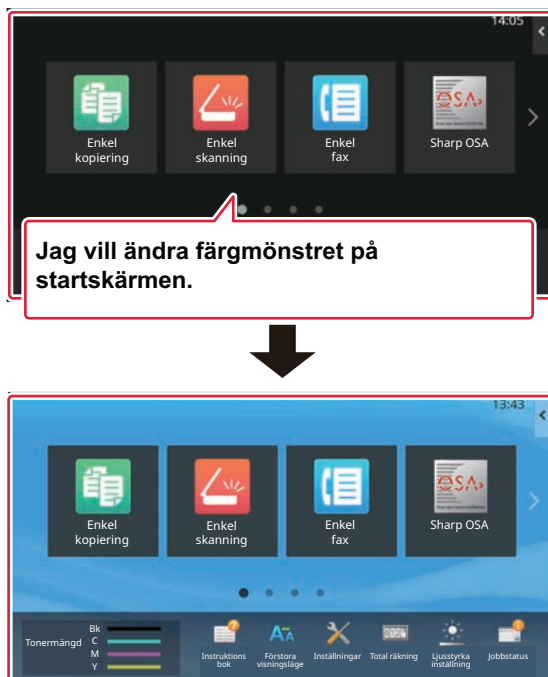 14:05
Enkel
kopiering
Enkel
skanning
Enkel
fax
OSA
Sharp OSA
Jag vill ändra färgmönstret på
startskärmen.
13:43
Enkel
kopiering
Enkel
skanning
Enkel
fax
OSA
Sharp OSA
Tonermängd
Bk
C
M
Y
Instruktions
bok
Förstora
visningsläge
Inställningar
Total räkning
Ljusstyrka
inställning
Jobbstatus